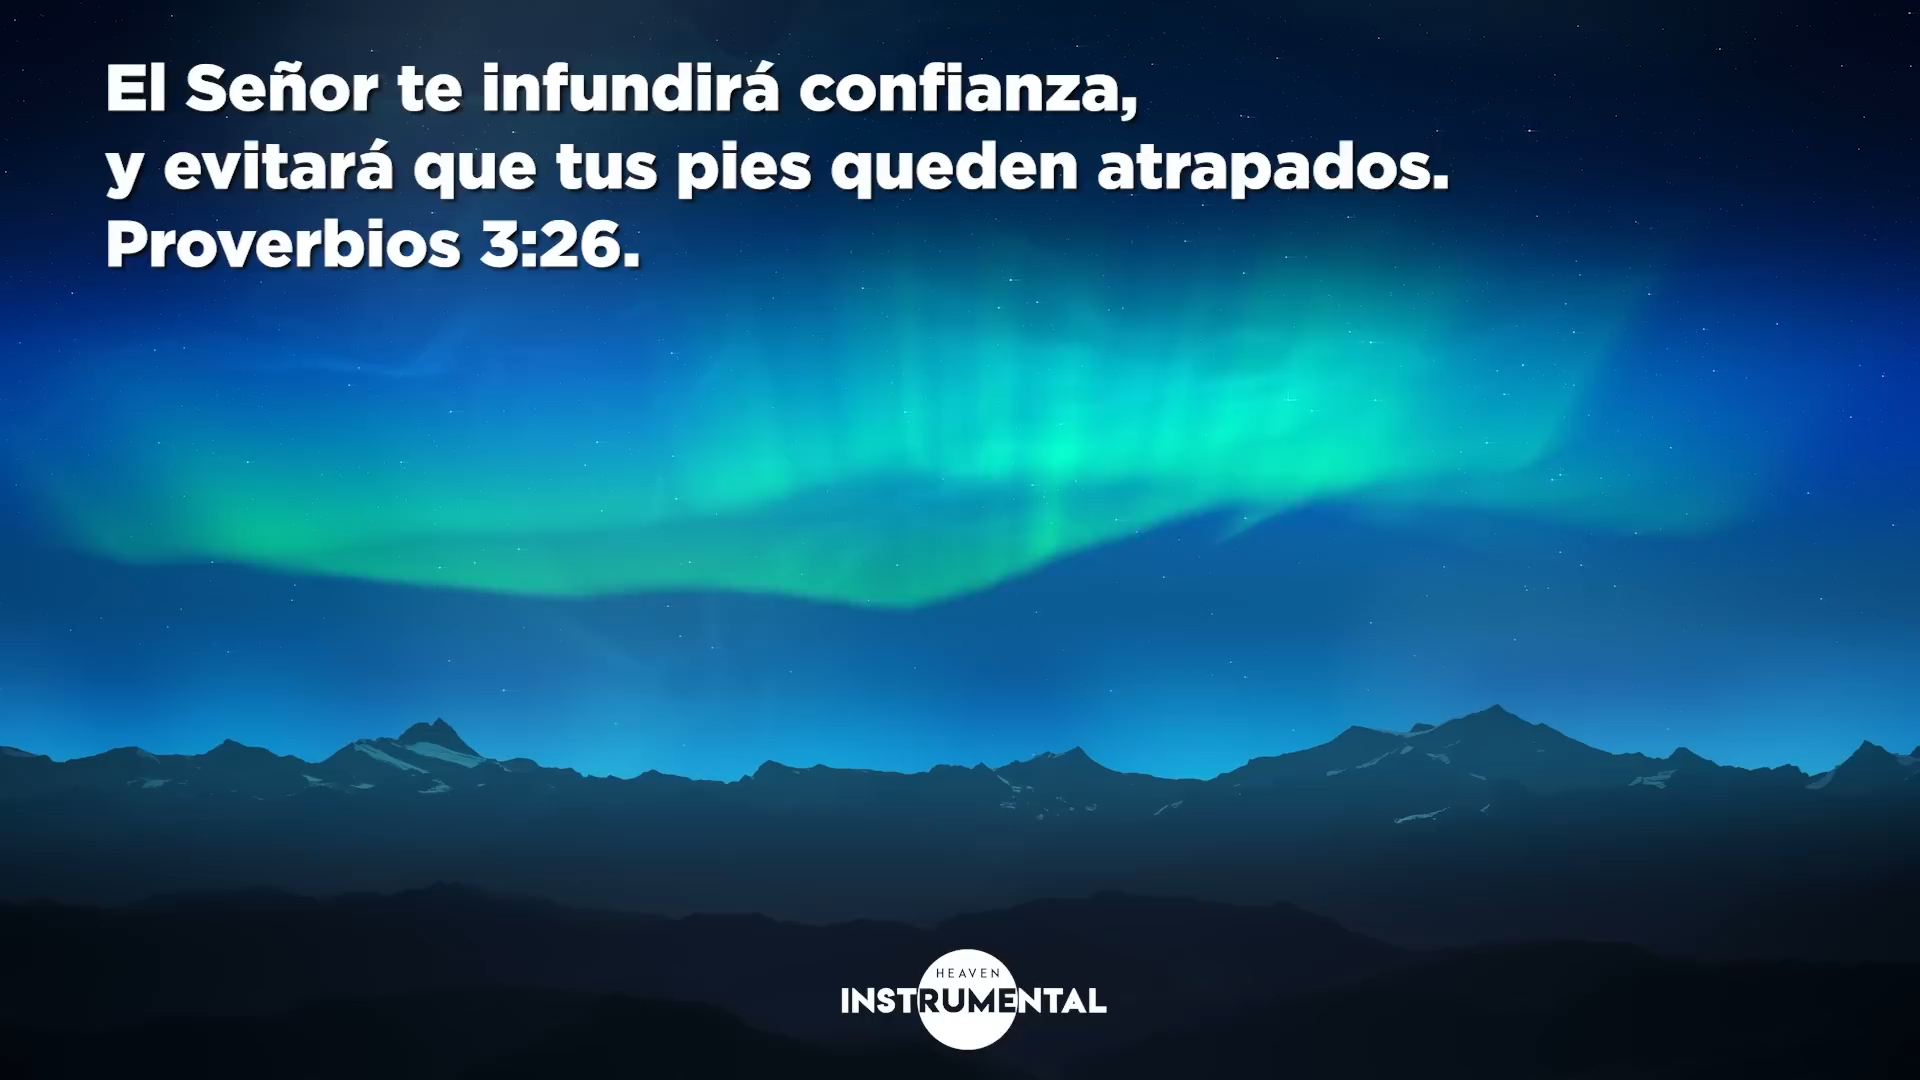 El Señor te infundirá confianza,
y evitará que tus pies queden atrapados.
Proverbios 3:26.
HEAVEN
INSTRUMENTAL